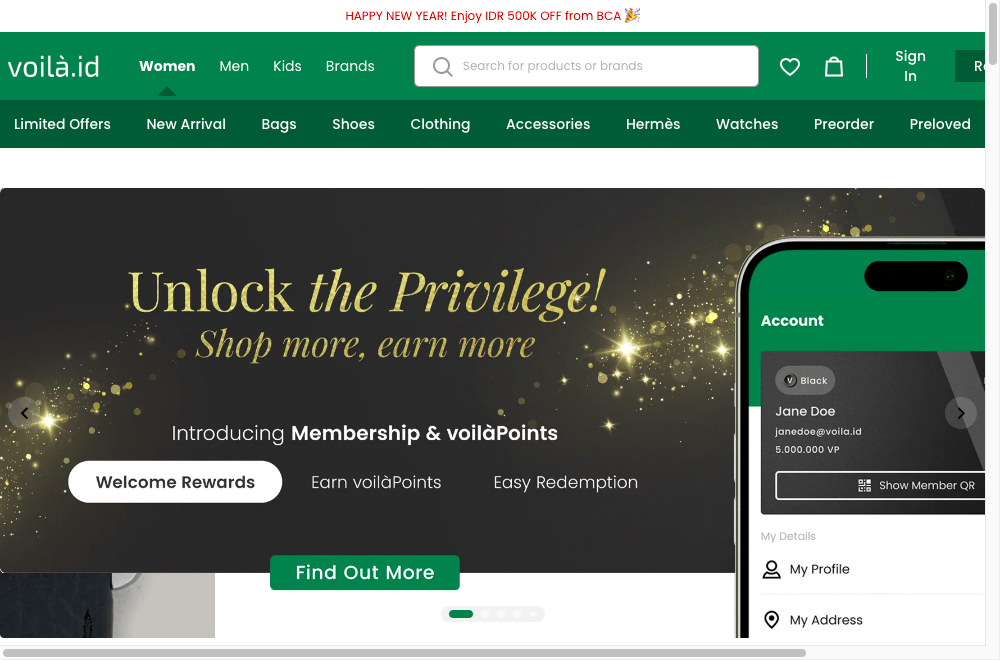 HAPPY NEW YEAR! Enjoy IDR 500K OFF from BCA 🎉
voilà.id
Women Men Kids Brands
Search for products or brands
Sign In
Limited Offers New Arrival Bags Shoes Clothing Accessories Hermès Watches Preorder Preloved
Unlock the Privilege!
Shop more, earn more
Introducing Membership & voilàPoints
Welcome Rewards Earn voilàPoints Easy Redemption
Find Out More
Account
V Black
Jane Doe
janedoe@voila.id
5.000.000 VP
Show Member QR
My Details
My Profile
My Address